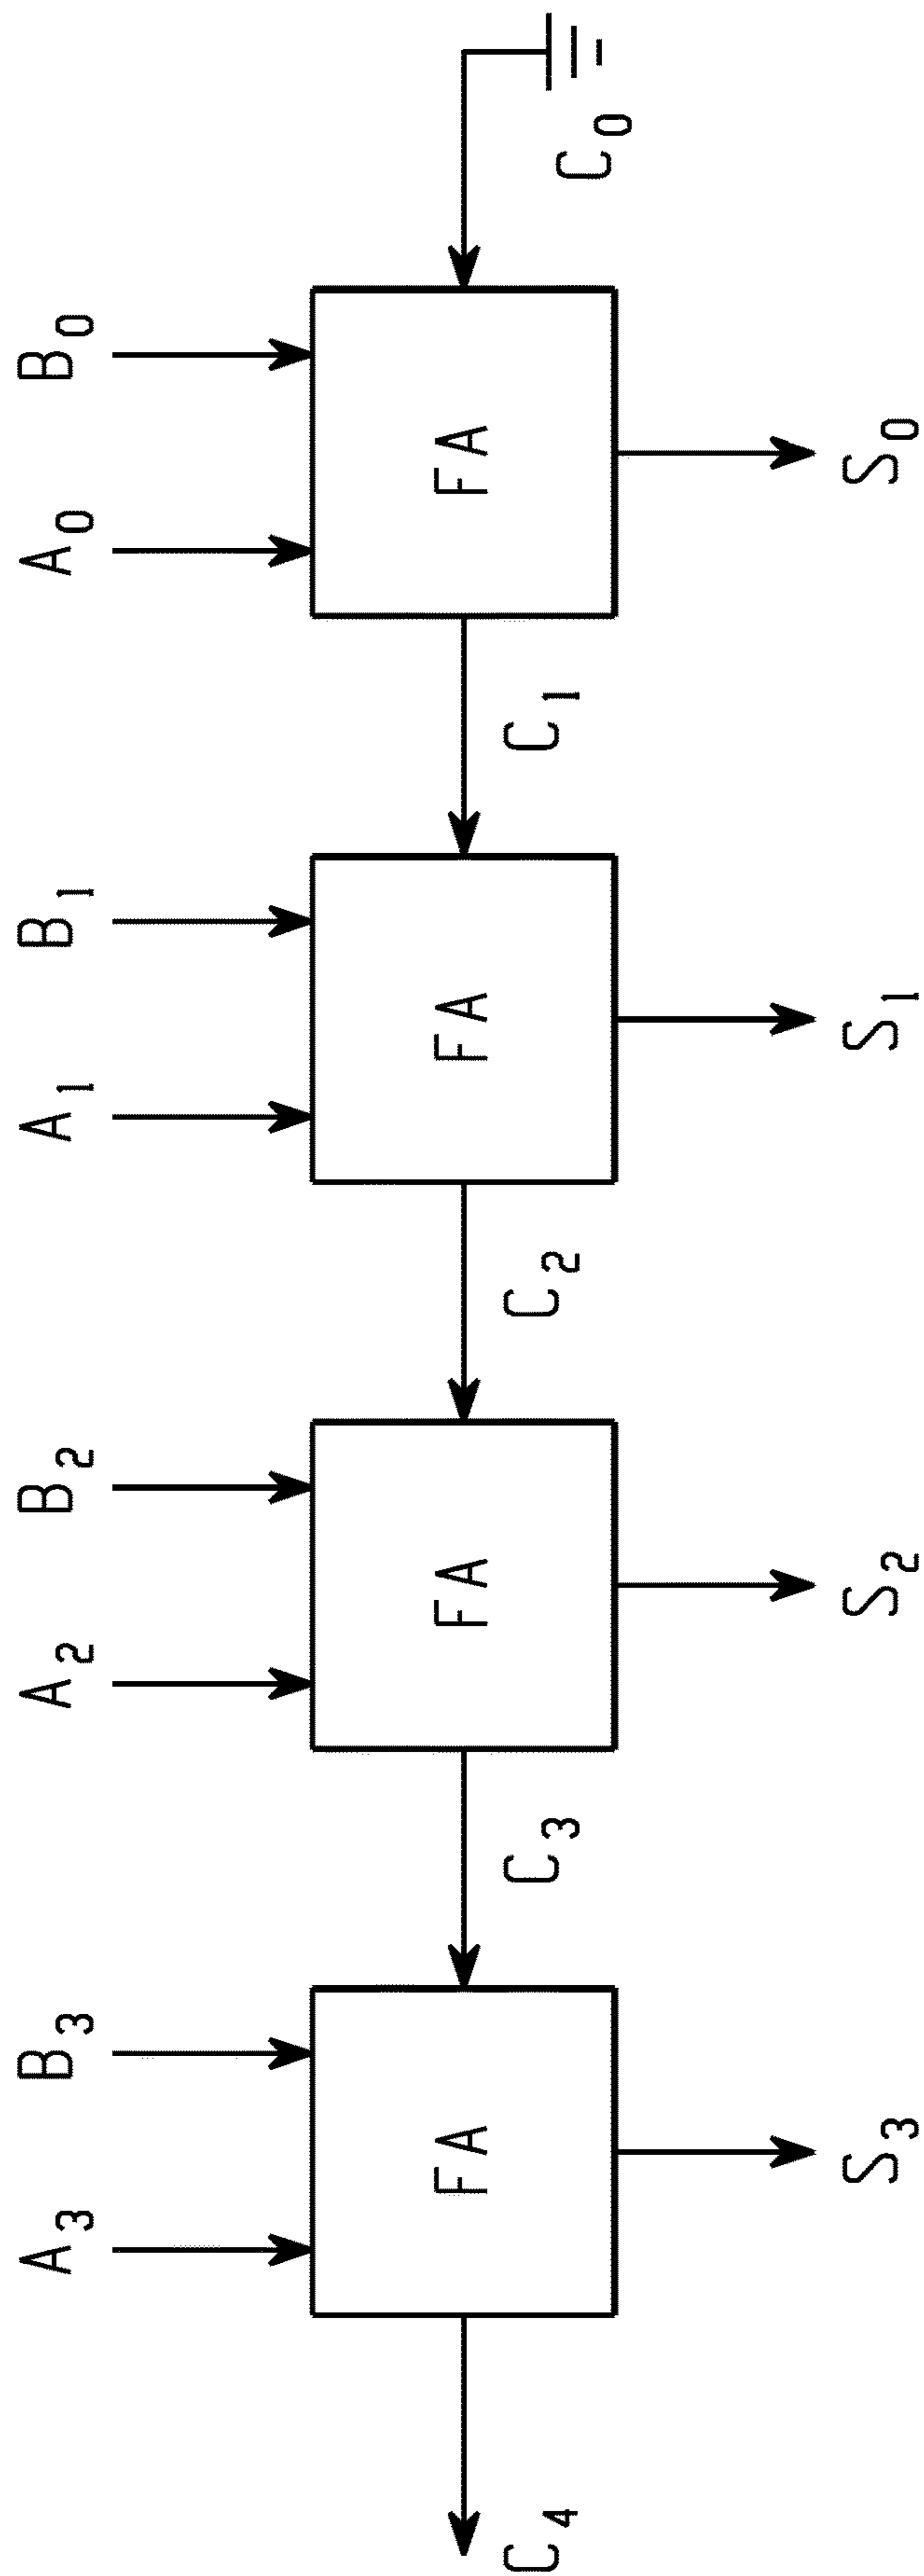 A₃ B₃ A₂ B₂ A₁ B₁ A₀ B₀
FA FA FA FA
C₄ C₃ C₂ C₁ C₀
S₃ S₂ S₁ S₀